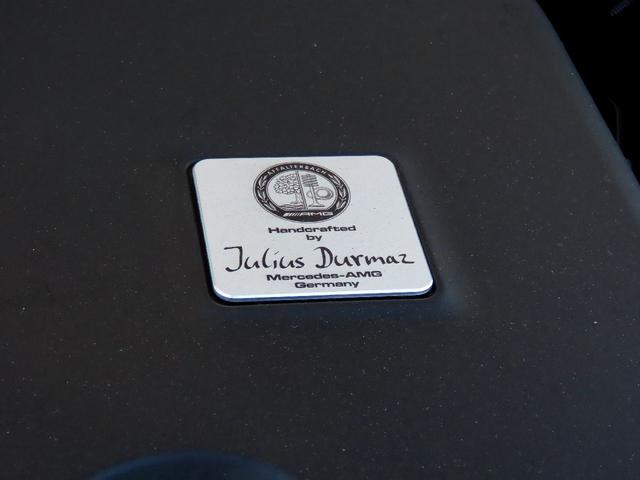 AFFALTERBACH
AMG
Handcrafted
by
Julius Durmaz
Mercedes-AMG
Germany